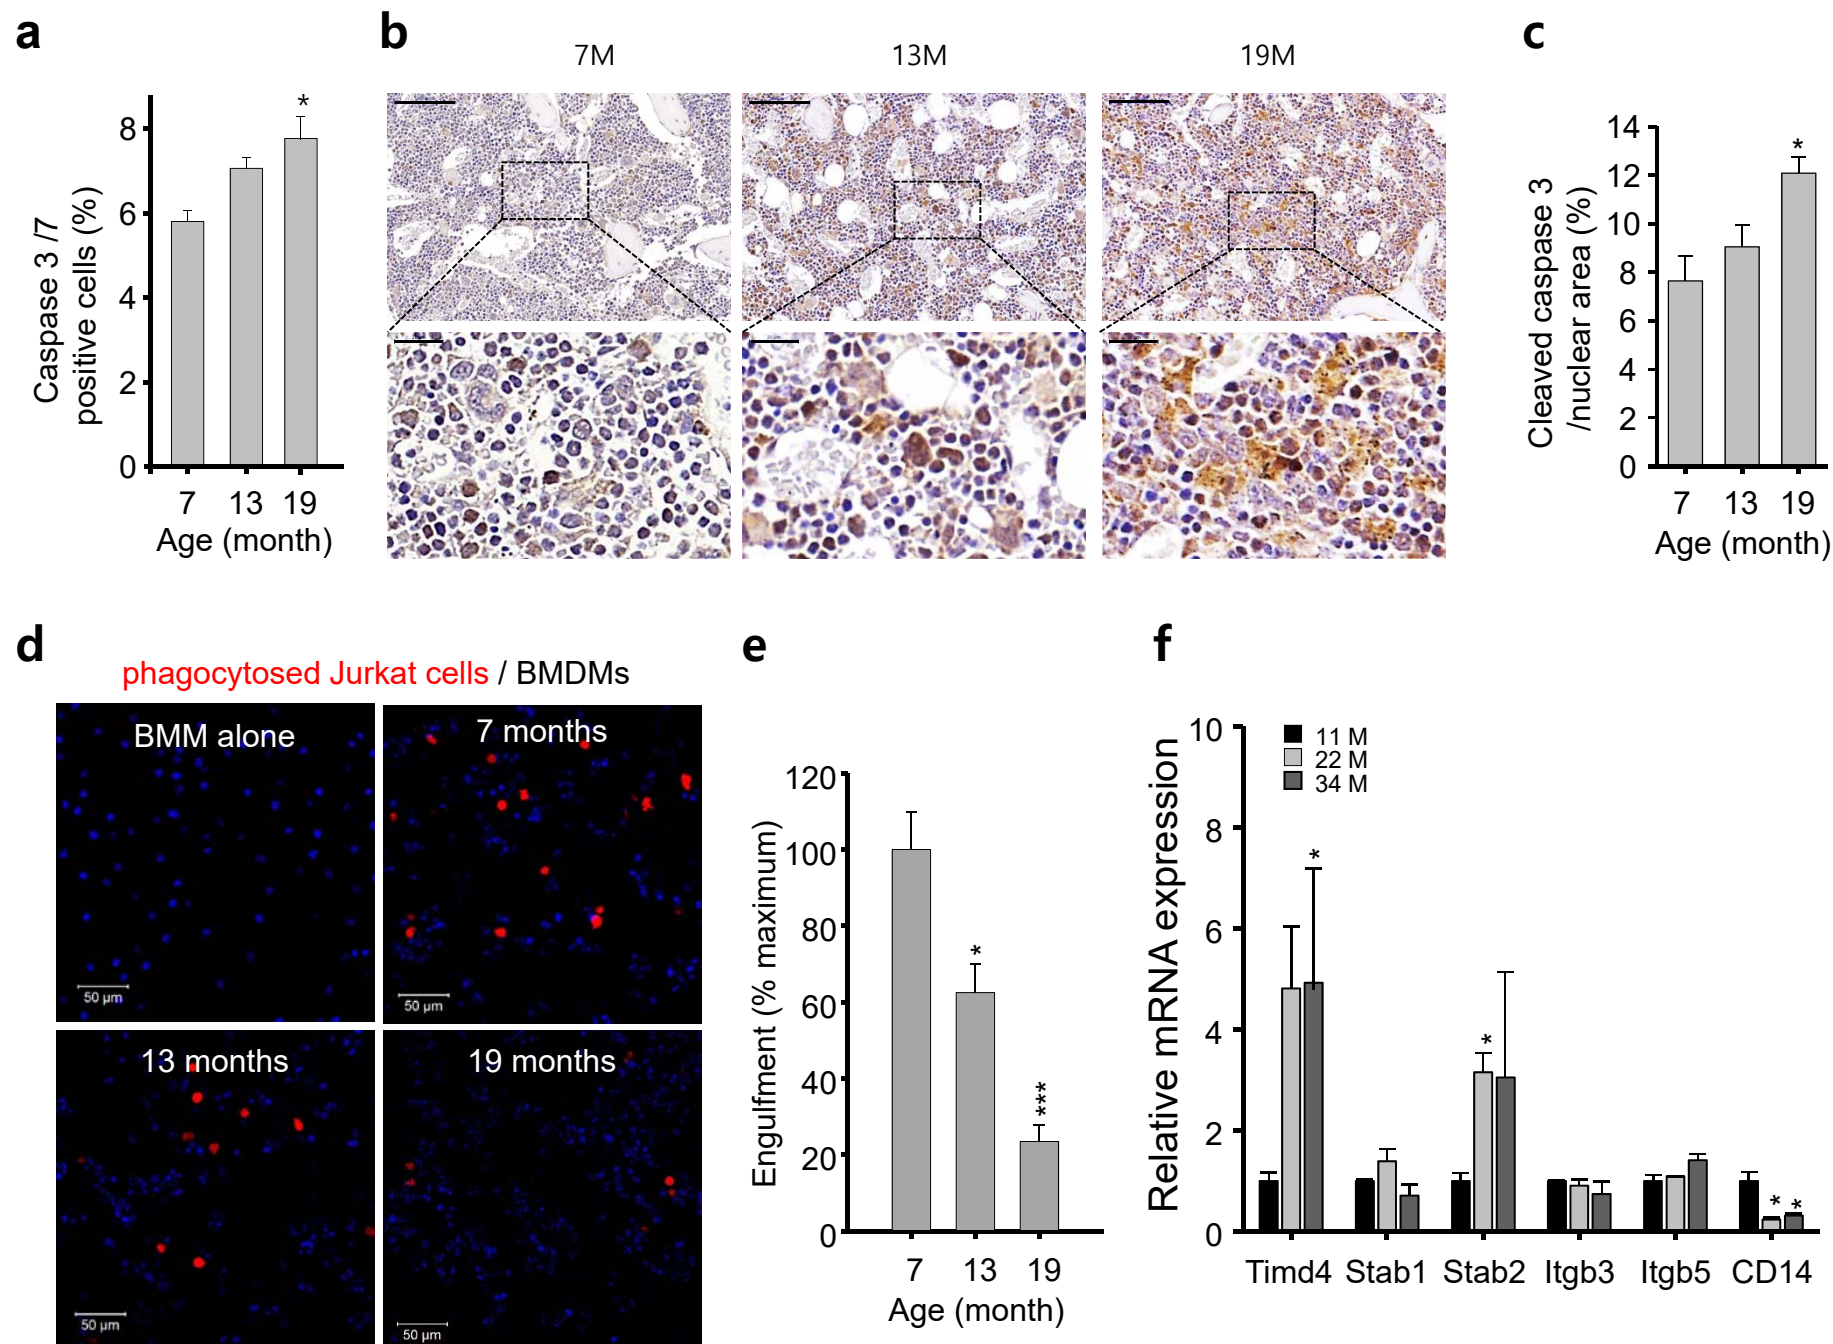 a
8
6
4
2
0
*
Caspase 3 /7
positive cells (%)
7 13 19
Age (month)
b
7M 13M 19M
c
14
12
10
8
6
4
2
0
*
Cleaved caspase 3
/nuclear area (%)
7 13 19
Age (month)
d
phagocytosed Jurkat cells / BMDMs
BMM alone
50 µm
7 months
50 µm
13 months
50 µm
19 months
50 µm
e
120
100
80
60
40
20
0
*
***
Engulfment (% maximum)
7 13 19
Age (month)
f
10
8
6
4
2
0
Relative mRNA expression
11 M
22 M
34 M
*
*
* *
Timd4 Stab1 Stab2 Itgb3 Itgb5 CD14